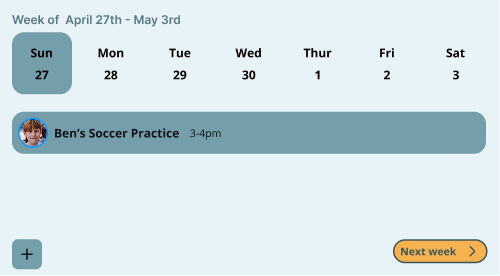 Week of April 27th - May 3rd
Sun Mon Tue Wed Thur Fri Sat
27 28 29 30 1 2 3
Ben's Soccer Practice 3-4pm
+
Next week >